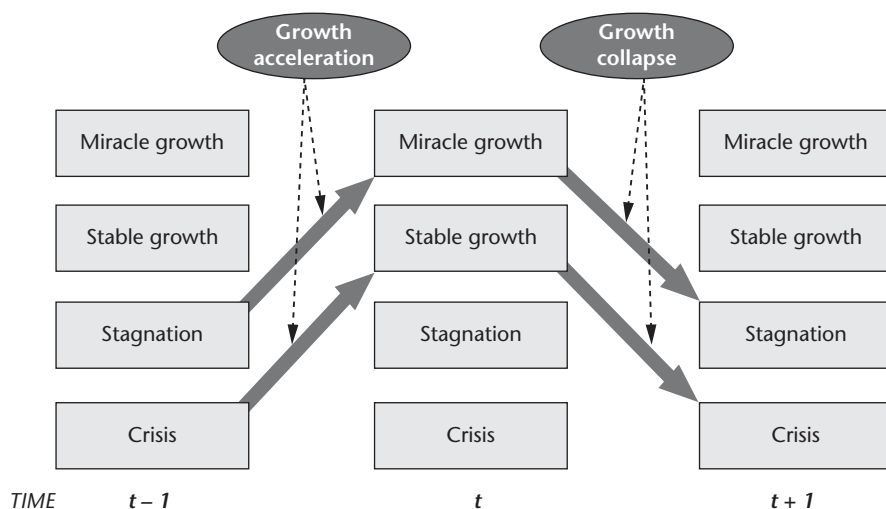 Growth
acceleration
Growth
collapse
Miracle growth
Miracle growth
Miracle growth
Stable growth
Stable growth
Stable growth
Stagnation
Stagnation
Stagnation
Crisis
Crisis
Crisis
TIME t – 1 t t + 1